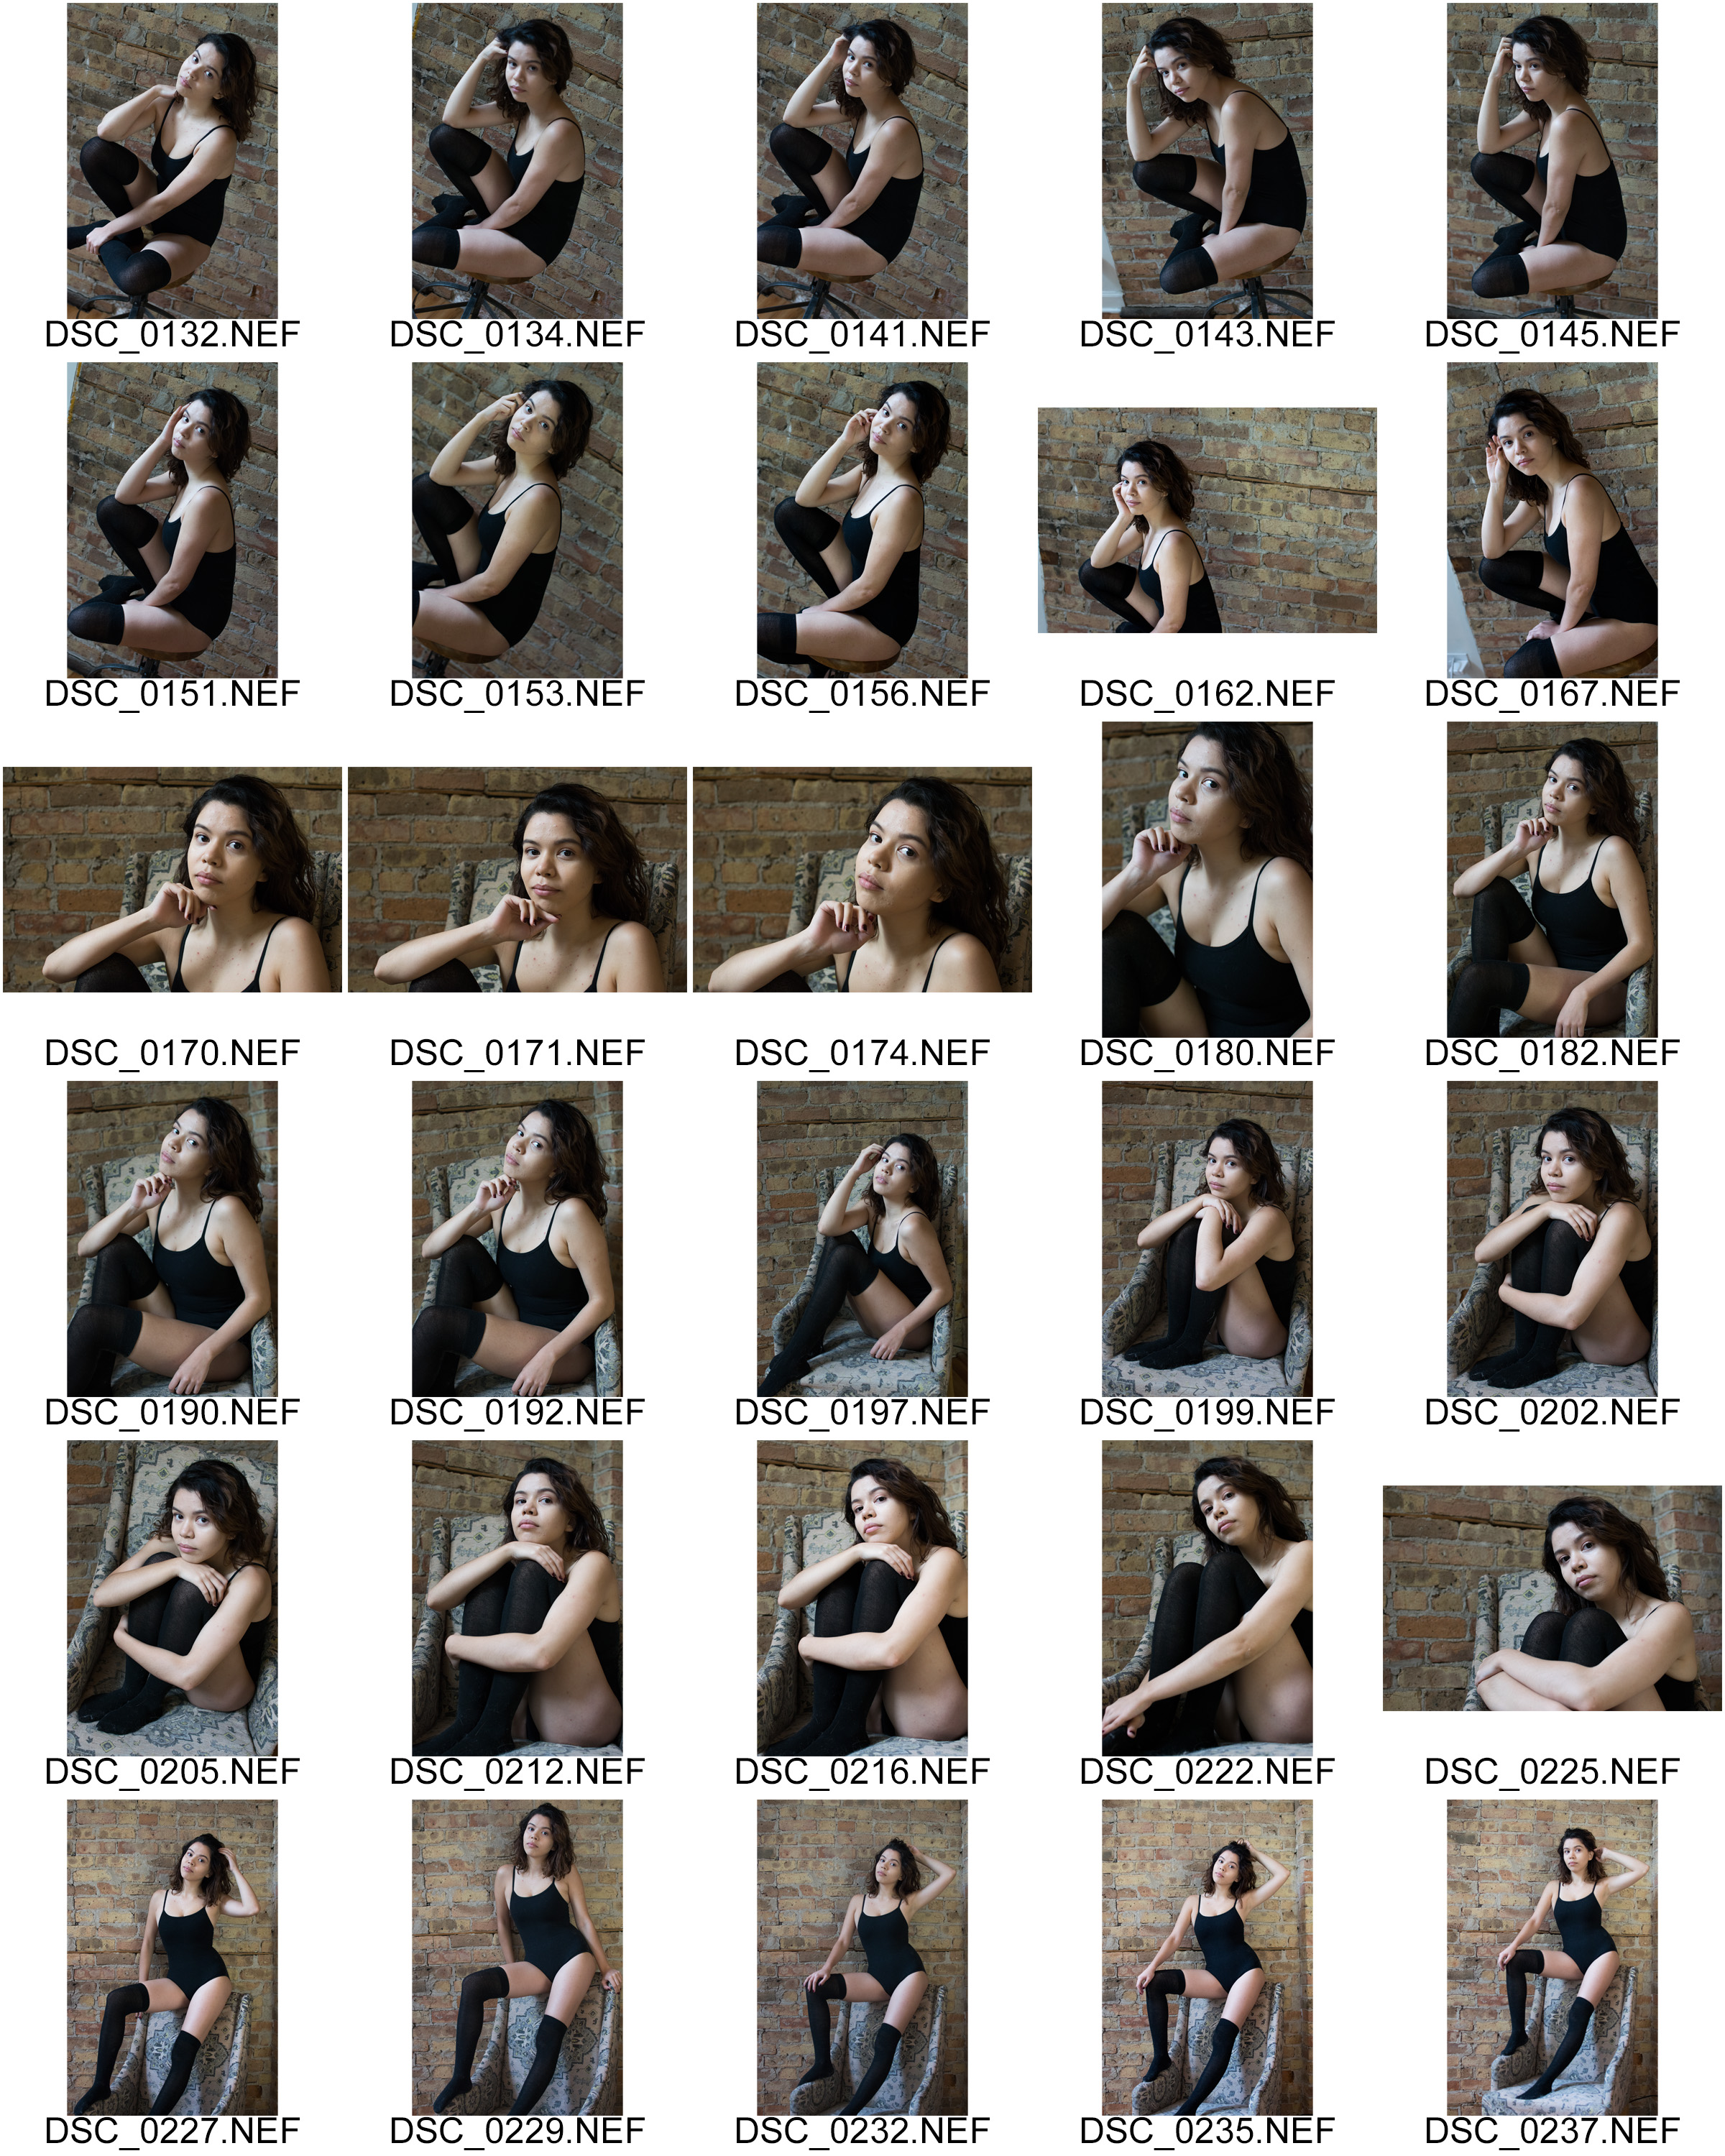 DSC_0132.NEF DSC_0134.NEF DSC_0141.NEF DSC_0143.NEF DSC_0145.NEF
DSC_0151.NEF DSC_0153.NEF DSC_0156.NEF DSC_0162.NEF DSC_0167.NEF
DSC_0170.NEF DSC_0171.NEF DSC_0174.NEF DSC_0180.NEF DSC_0182.NEF
DSC_0190.NEF DSC_0192.NEF DSC_0197.NEF DSC_0199.NEF DSC_0202.NEF
DSC_0205.NEF DSC_0212.NEF DSC_0216.NEF DSC_0222.NEF DSC_0225.NEF
DSC_0227.NEF DSC_0229.NEF DSC_0232.NEF DSC_0235.NEF DSC_0237.NEF